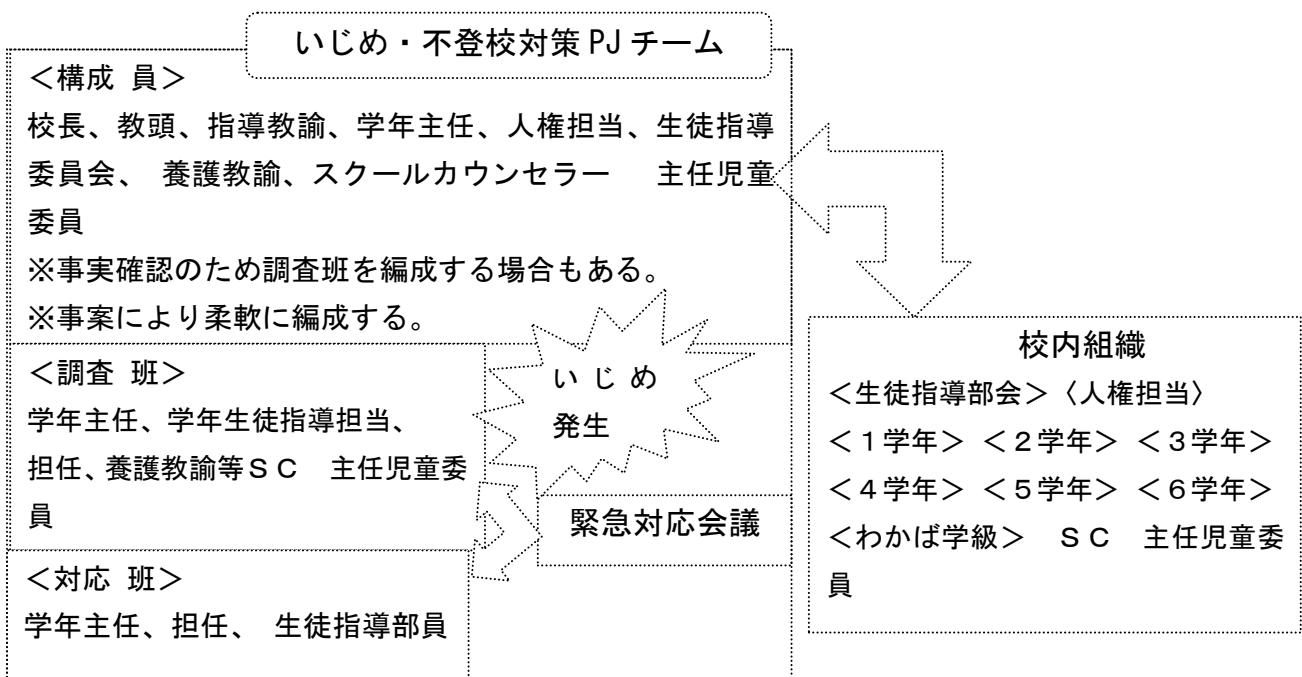 いじめ・不登校対策PJチーム
＜構成 員＞
校長、教頭、指導教諭、学年主任、人権担当、生徒指導
委員会、 養護教諭、スクールカウンセラー　 主任児童
委員
※事実確認のため調査班を編成する場合もある。
※事案により柔軟に編成する。
＜調査 班＞
学年主任、学年生徒指導担当、
担任、養護教諭等ＳＣ　主任児童委
員
い じ め
発生
緊急対応会議
＜対応 班＞
学年主任、担任、 生徒指導部員
校内組織
＜生徒指導部会＞〈人権担当〉
＜１学年＞ ＜２学年＞ ＜３学年＞
＜４学年＞ ＜５学年＞ ＜６学年＞
＜わかば学級＞　ＳＣ　主任児童委
員